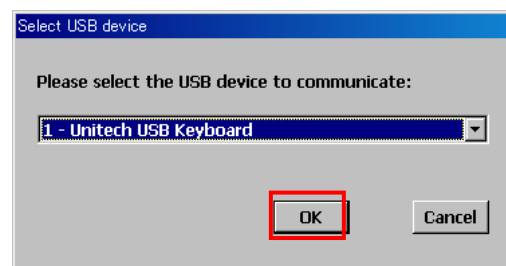 Select USB device
Please select the USB device to communicate:
1 - Unitech USB Keyboard
OK
Cancel